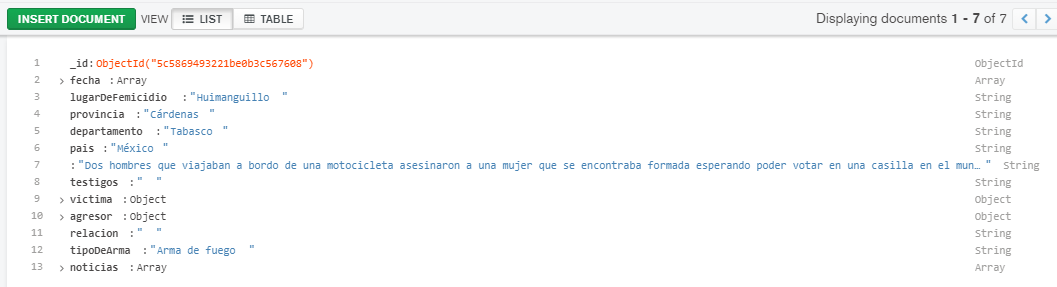 INSERT DOCUMENT VIEW LIST TABLE Displaying documents 1 - 7 of 7
1 _id:ObjectId("5c5869493221be0b3c567608") ObjectId
2 fecha :Array Array
3 lugarDeFemicidio :"Huimanguillo " String
4 provincia :"Cárdenas " String
5 departamento :"Tabasco " String
6 pais :"México " String
7 :"Dos hombres que viajaban a bordo de una motocicleta asesinaron a una mujer que se encontraba formada esperando poder votar en una casilla en el mun… " String
8 testigos :" " String
9 victima :Object Object
10 agresor :Object Object
11 relacion :" " String
12 tipoDeArma :"Arma de fuego " String
13 noticias :Array Array